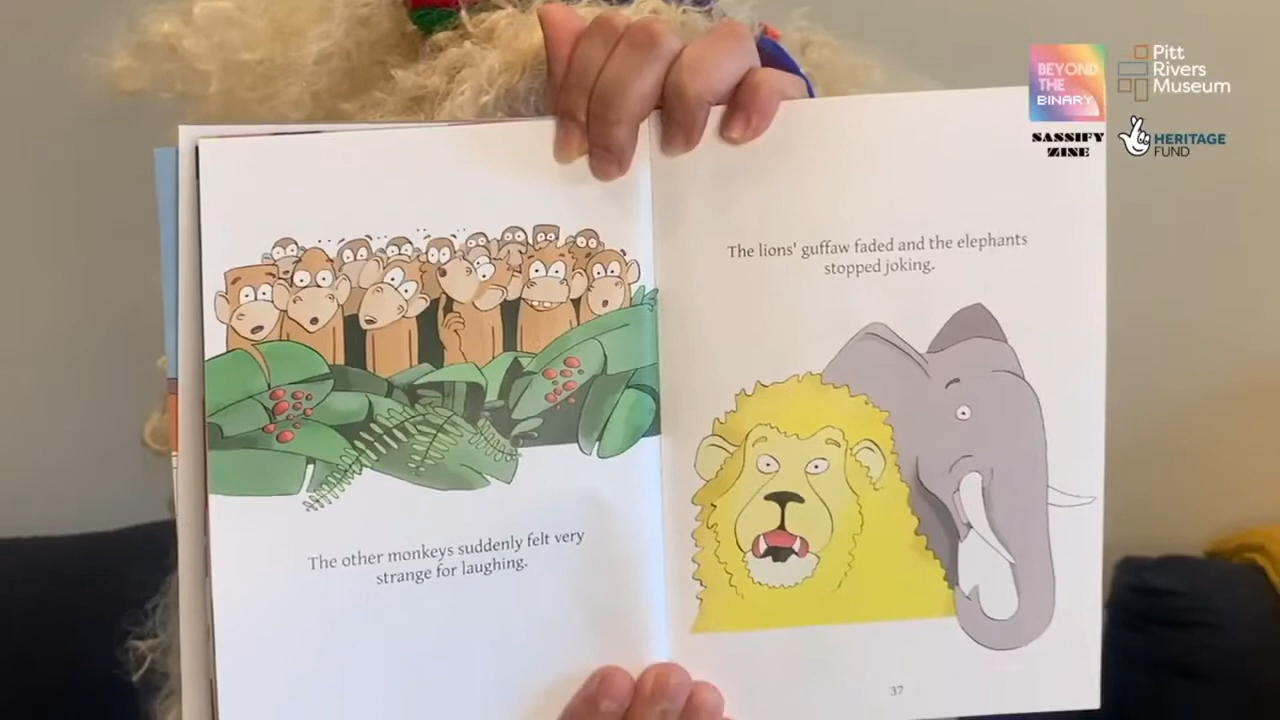 The other monkeys suddenly felt very
strange for laughing.
The lions' guffaw faded and the elephants
stopped joking.
37
BEYOND
THE
BINARY
Pitt
Rivers
Museum
SASSIFY
ZINE
HERITAGE
FUND